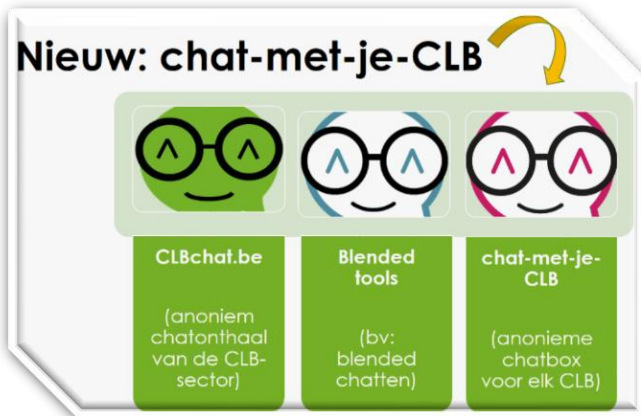 Nieuw: chat-met-je-CLB
CLBchat.be
(anoniem
chatonthaal
van de CLB-
sector)
Blended
tools
(bv:
blended
chatten)
chat-met-je-
CLB
(anonieme
chatbox
voor elk CLB)